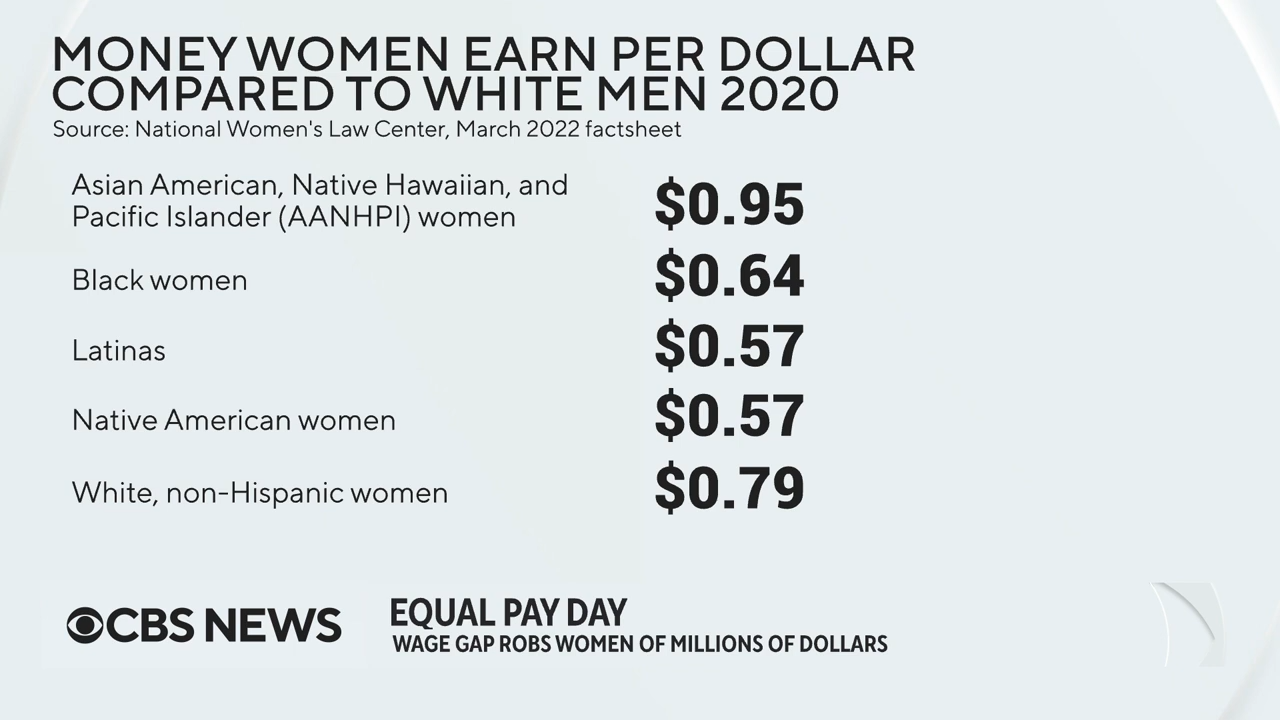 MONEY WOMEN EARN PER DOLLAR
COMPARED TO WHITE MEN 2020
Source: National Women's Law Center, March 2022 factsheet
Asian American, Native Hawaiian, and
Pacific Islander (AANHPI) women
$0.95
Black women
$0.64
Latinas
$0.57
Native American women
$0.57
White, non-Hispanic women
$0.79
CBS NEWS
EQUAL PAY DAY
WAGE GAP ROBS WOMEN OF MILLIONS OF DOLLARS